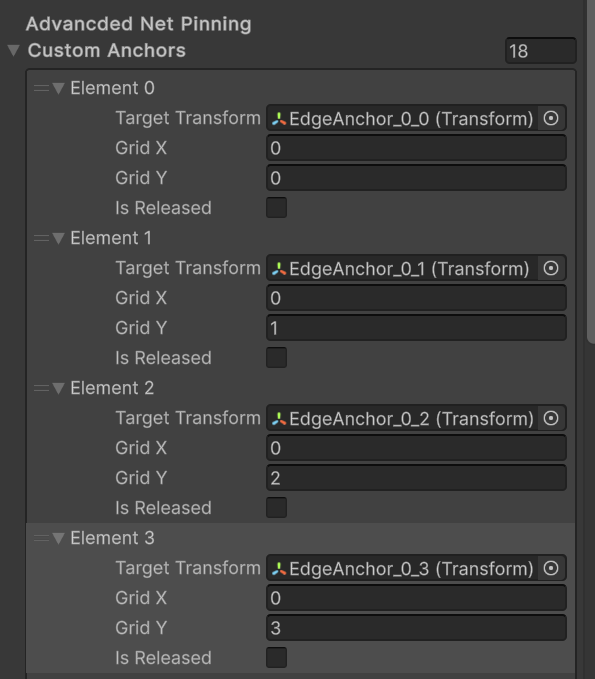 Advancded Net Pinning
Custom Anchors 18
Element 0
Target Transform EdgeAnchor_0_0 (Transform)
Grid X 0
Grid Y 0
Is Released
Element 1
Target Transform EdgeAnchor_0_1 (Transform)
Grid X 0
Grid Y 1
Is Released
Element 2
Target Transform EdgeAnchor_0_2 (Transform)
Grid X 0
Grid Y 2
Is Released
Element 3
Target Transform EdgeAnchor_0_3 (Transform)
Grid X 0
Grid Y 3
Is Released